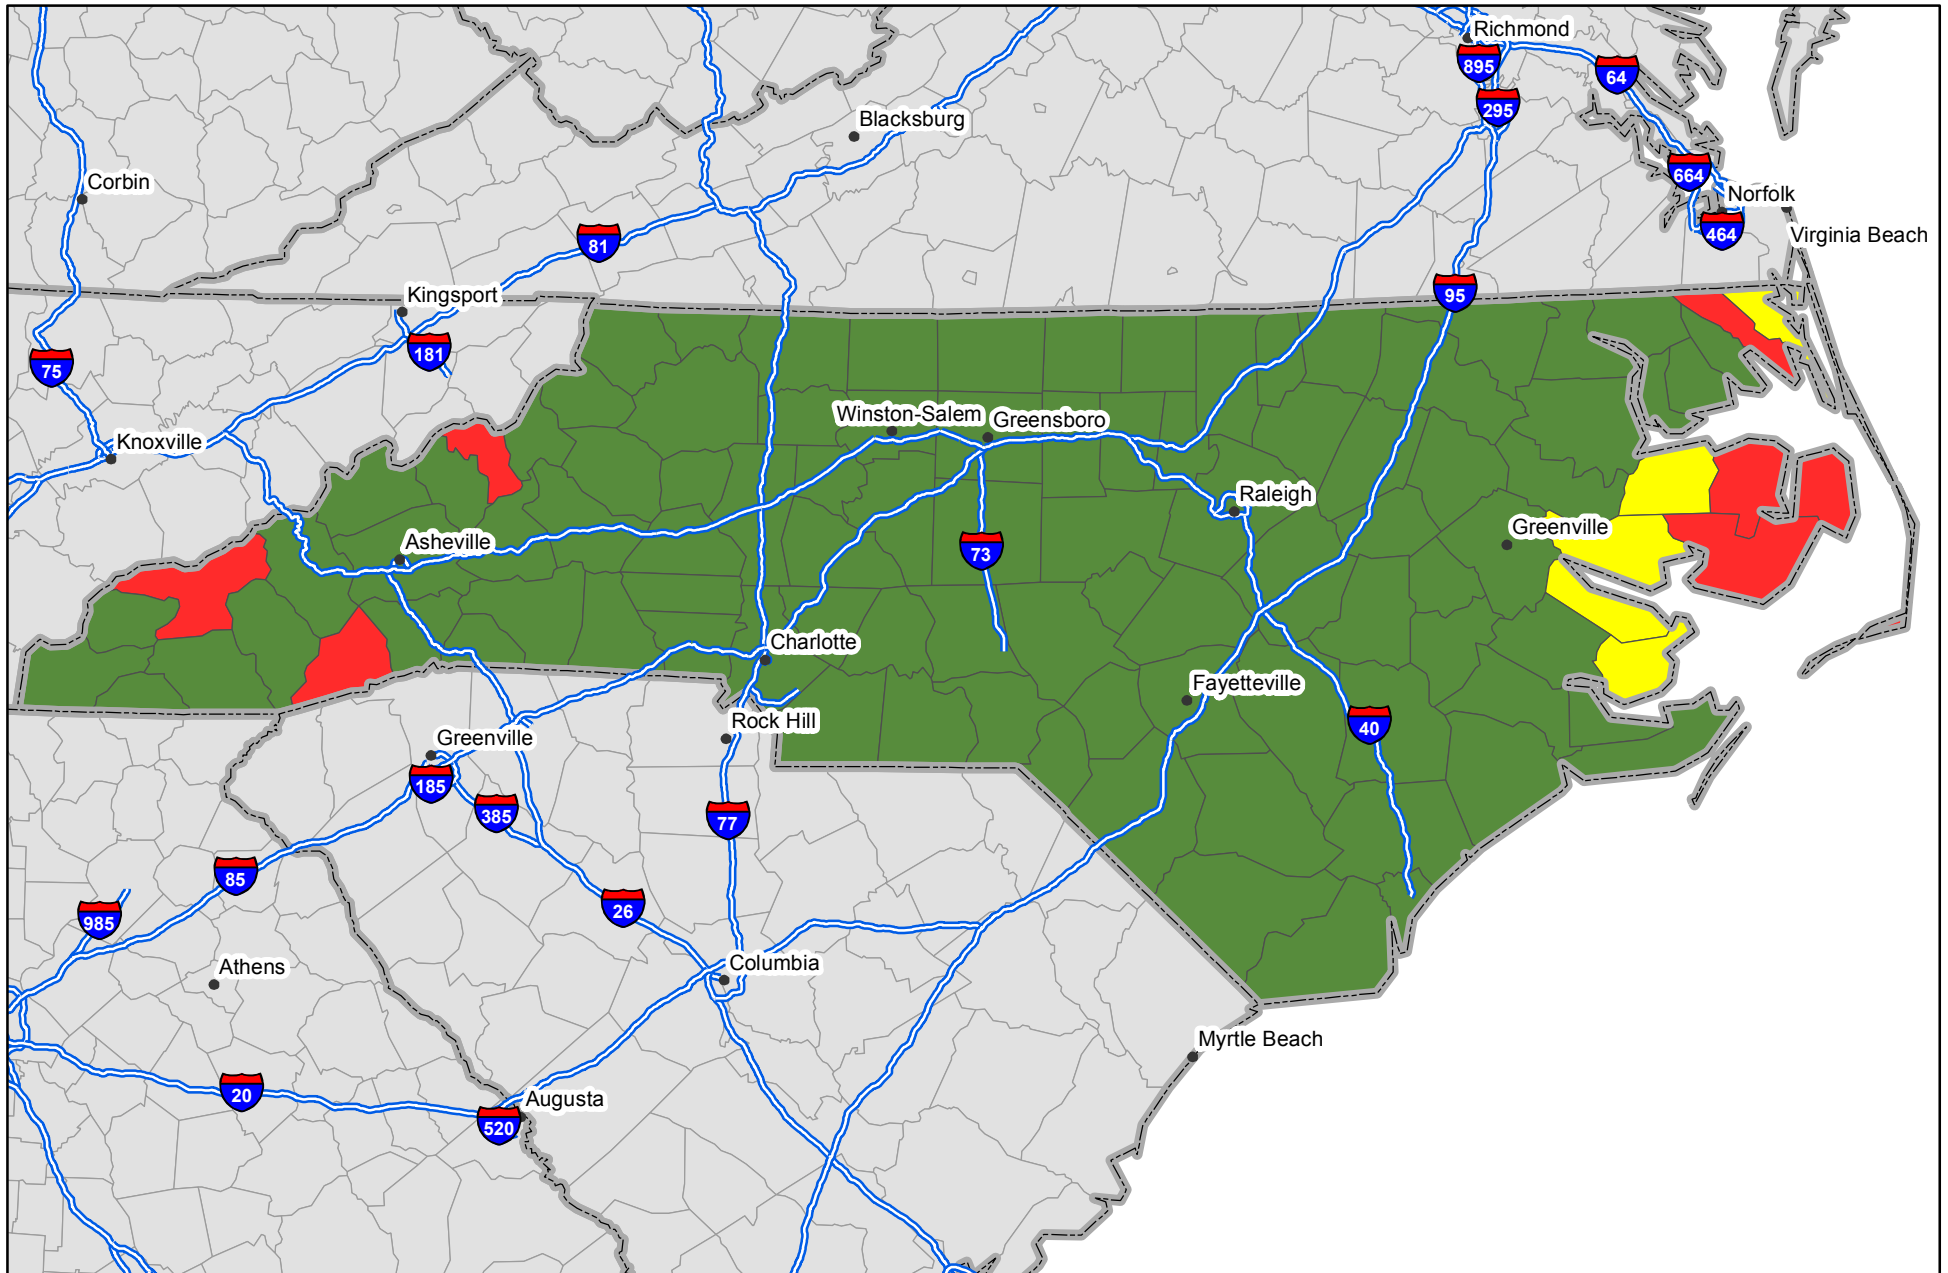 Richmond
895
64
295
Blacksburg
664
Corbin
Norfolk
464
Virginia Beach
81
Kingsport
95
181
75
Winston-Salem
Greensboro
Knoxville
Raleigh
Greenville
Asheville
73
Charlotte
Fayetteville
40
Rock Hill
Greenville
185
385
77
85
26
985
Columbia
Athens
Myrtle Beach
20
Augusta
520